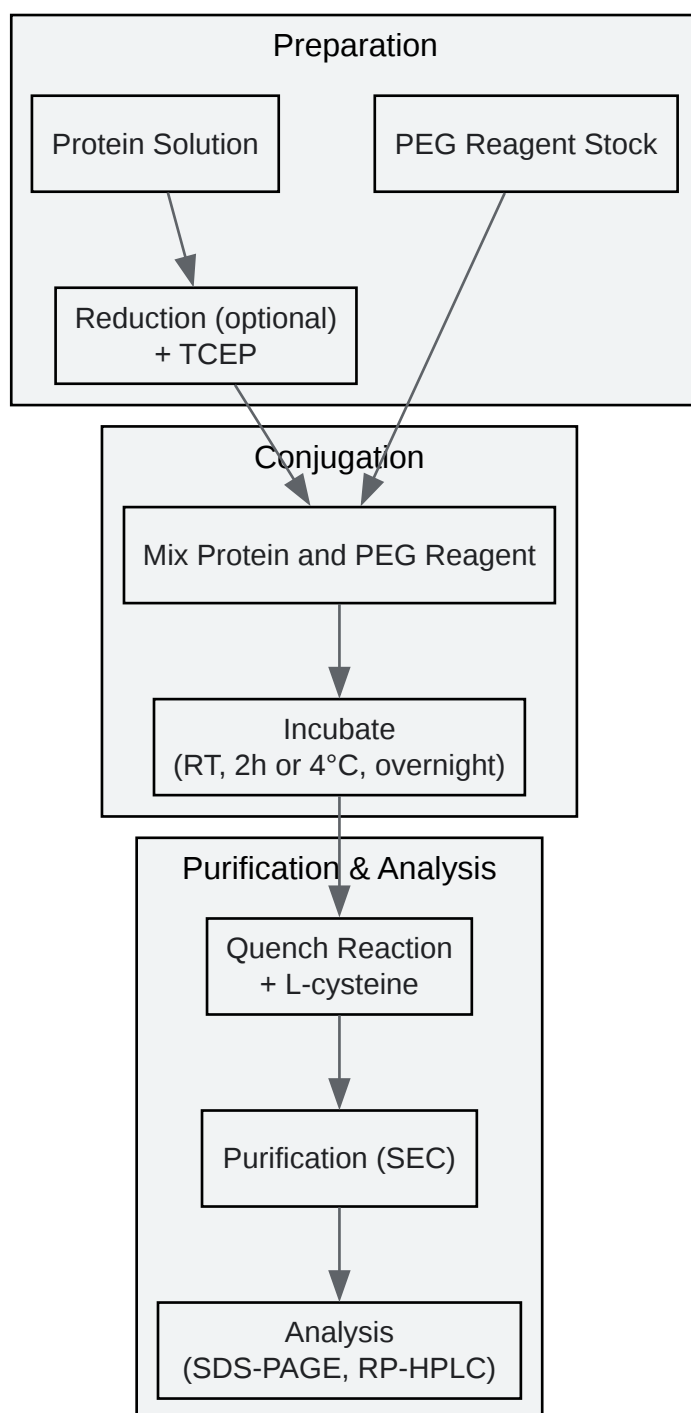 Preparation
Protein Solution
PEG Reagent Stock
Reduction (optional)
+ TCEP
Conjugation
Mix Protein and PEG Reagent
Incubate
(RT, 2h or 4°C, overnight)
Purification & Analysis
Quench Reaction
+ L-cysteine
Purification (SEC)
Analysis
(SDS-PAGE, RP-HPLC)